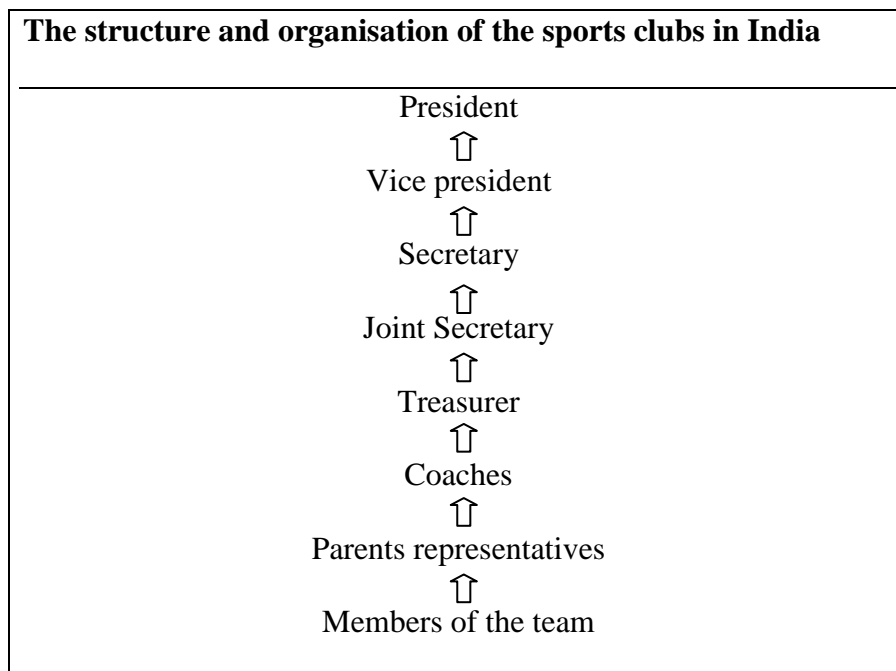 The structure and organisation of the sports clubs in India
President
Vice president
Secretary
Joint Secretary
Treasurer
Coaches
Parents representatives
Members of the team